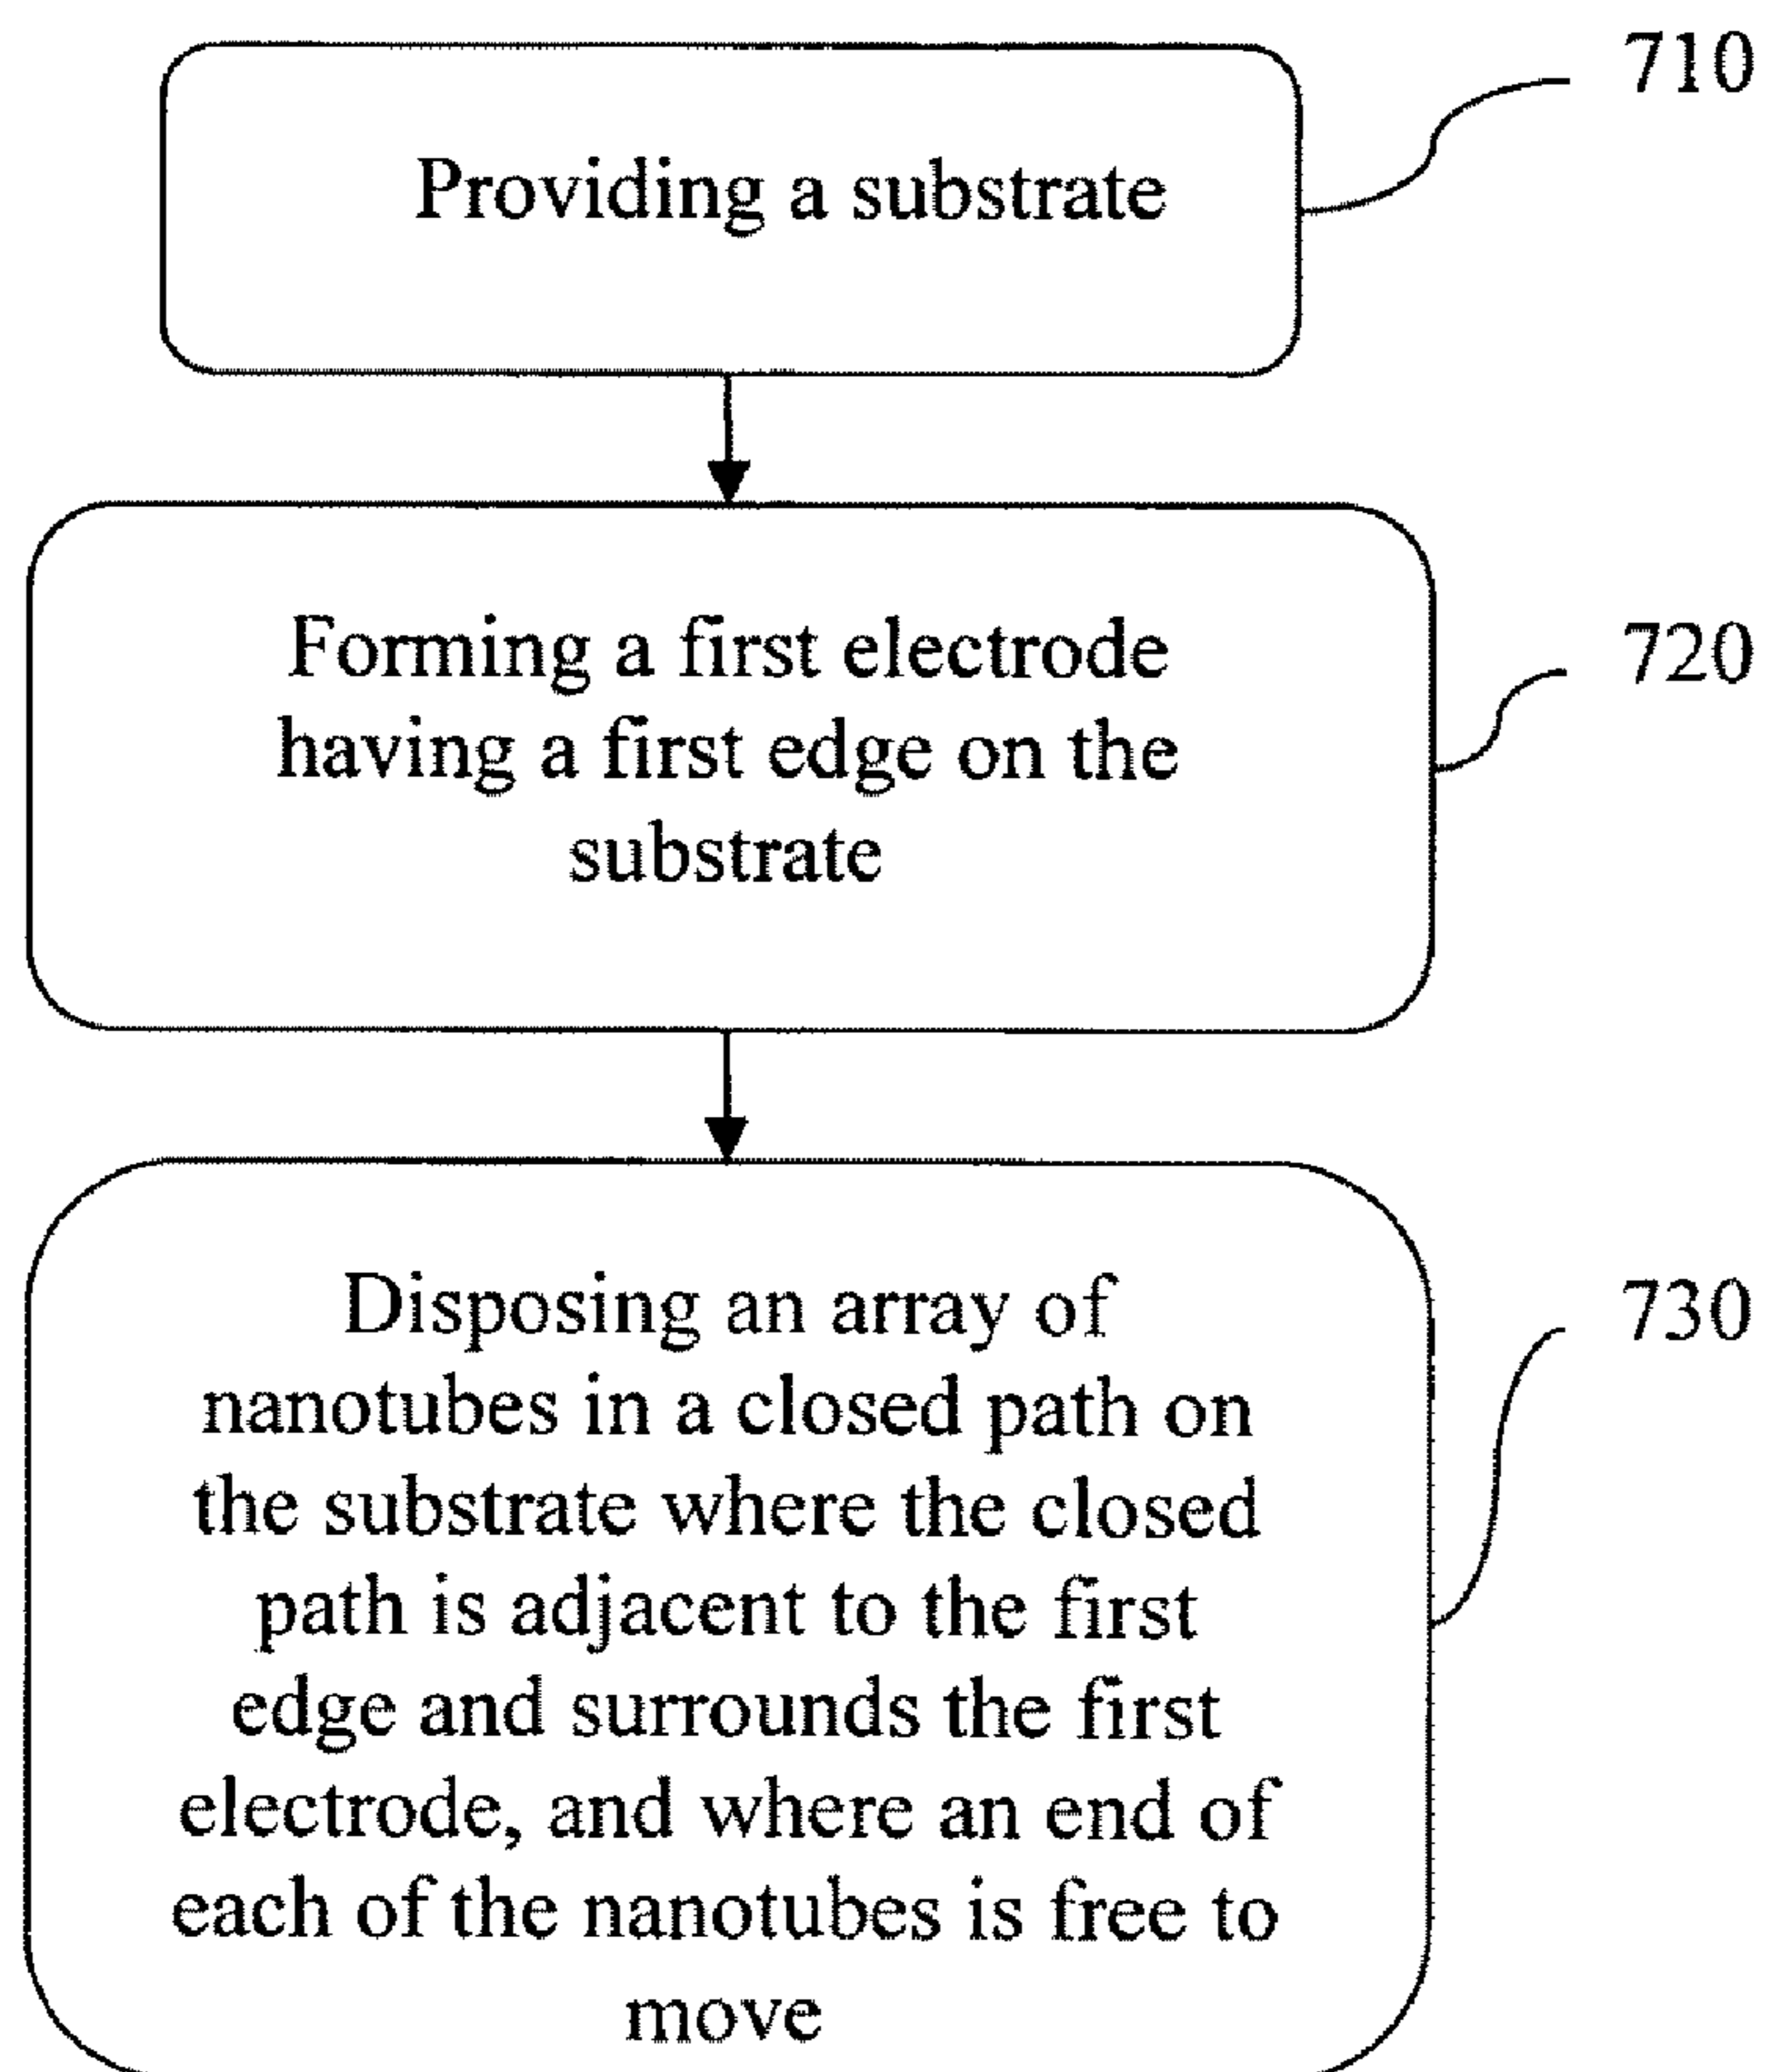 710
Providing a substrate
720
Forming a first electrode
having a first edge on the
substrate
730
Disposing an array of
nanotubes in a closed path on
the substrate where the closed
path is adjacent to the first
edge and surrounds the first
electrode, and where an end of
each of the nanotubes is free to
move